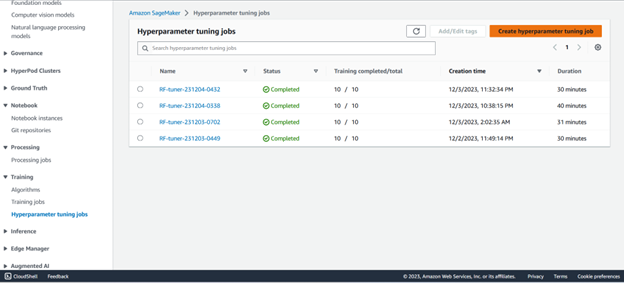 Foundation models
Computer vision models
Natural language processing
models
Governance
HyperPod Clusters
Ground Truth
Notebook
Notebook instances
Git repositories
Processing
Processing jobs
Training
Algorithms
Training jobs
Hyperparameter tuning jobs
Inference
Edge Manager
Augmented AI
Amazon SageMaker > Hyperparameter tuning jobs
Hyperparameter tuning jobs
Add/Edit tags
Create hyperparameter tuning job
Search hyperparameter tuning jobs
< 1 >
Name Status Training completed/total Creation time Duration
RF-tuner-231204-0432 Completed 10 / 10 12/3/2023, 11:32:34 PM 30 minutes
RF-tuner-231204-0338 Completed 10 / 10 12/3/2023, 10:38:15 PM 40 minutes
RF-tuner-231203-0702 Completed 10 / 10 12/3/2023, 2:02:35 AM 31 minutes
RF-tuner-231203-0449 Completed 10 / 10 12/2/2023, 11:49:14 PM 30 minutes
CloudShell Feedback © 2023, Amazon Web Services, Inc. or its affiliates. Privacy Terms Cookie preferences